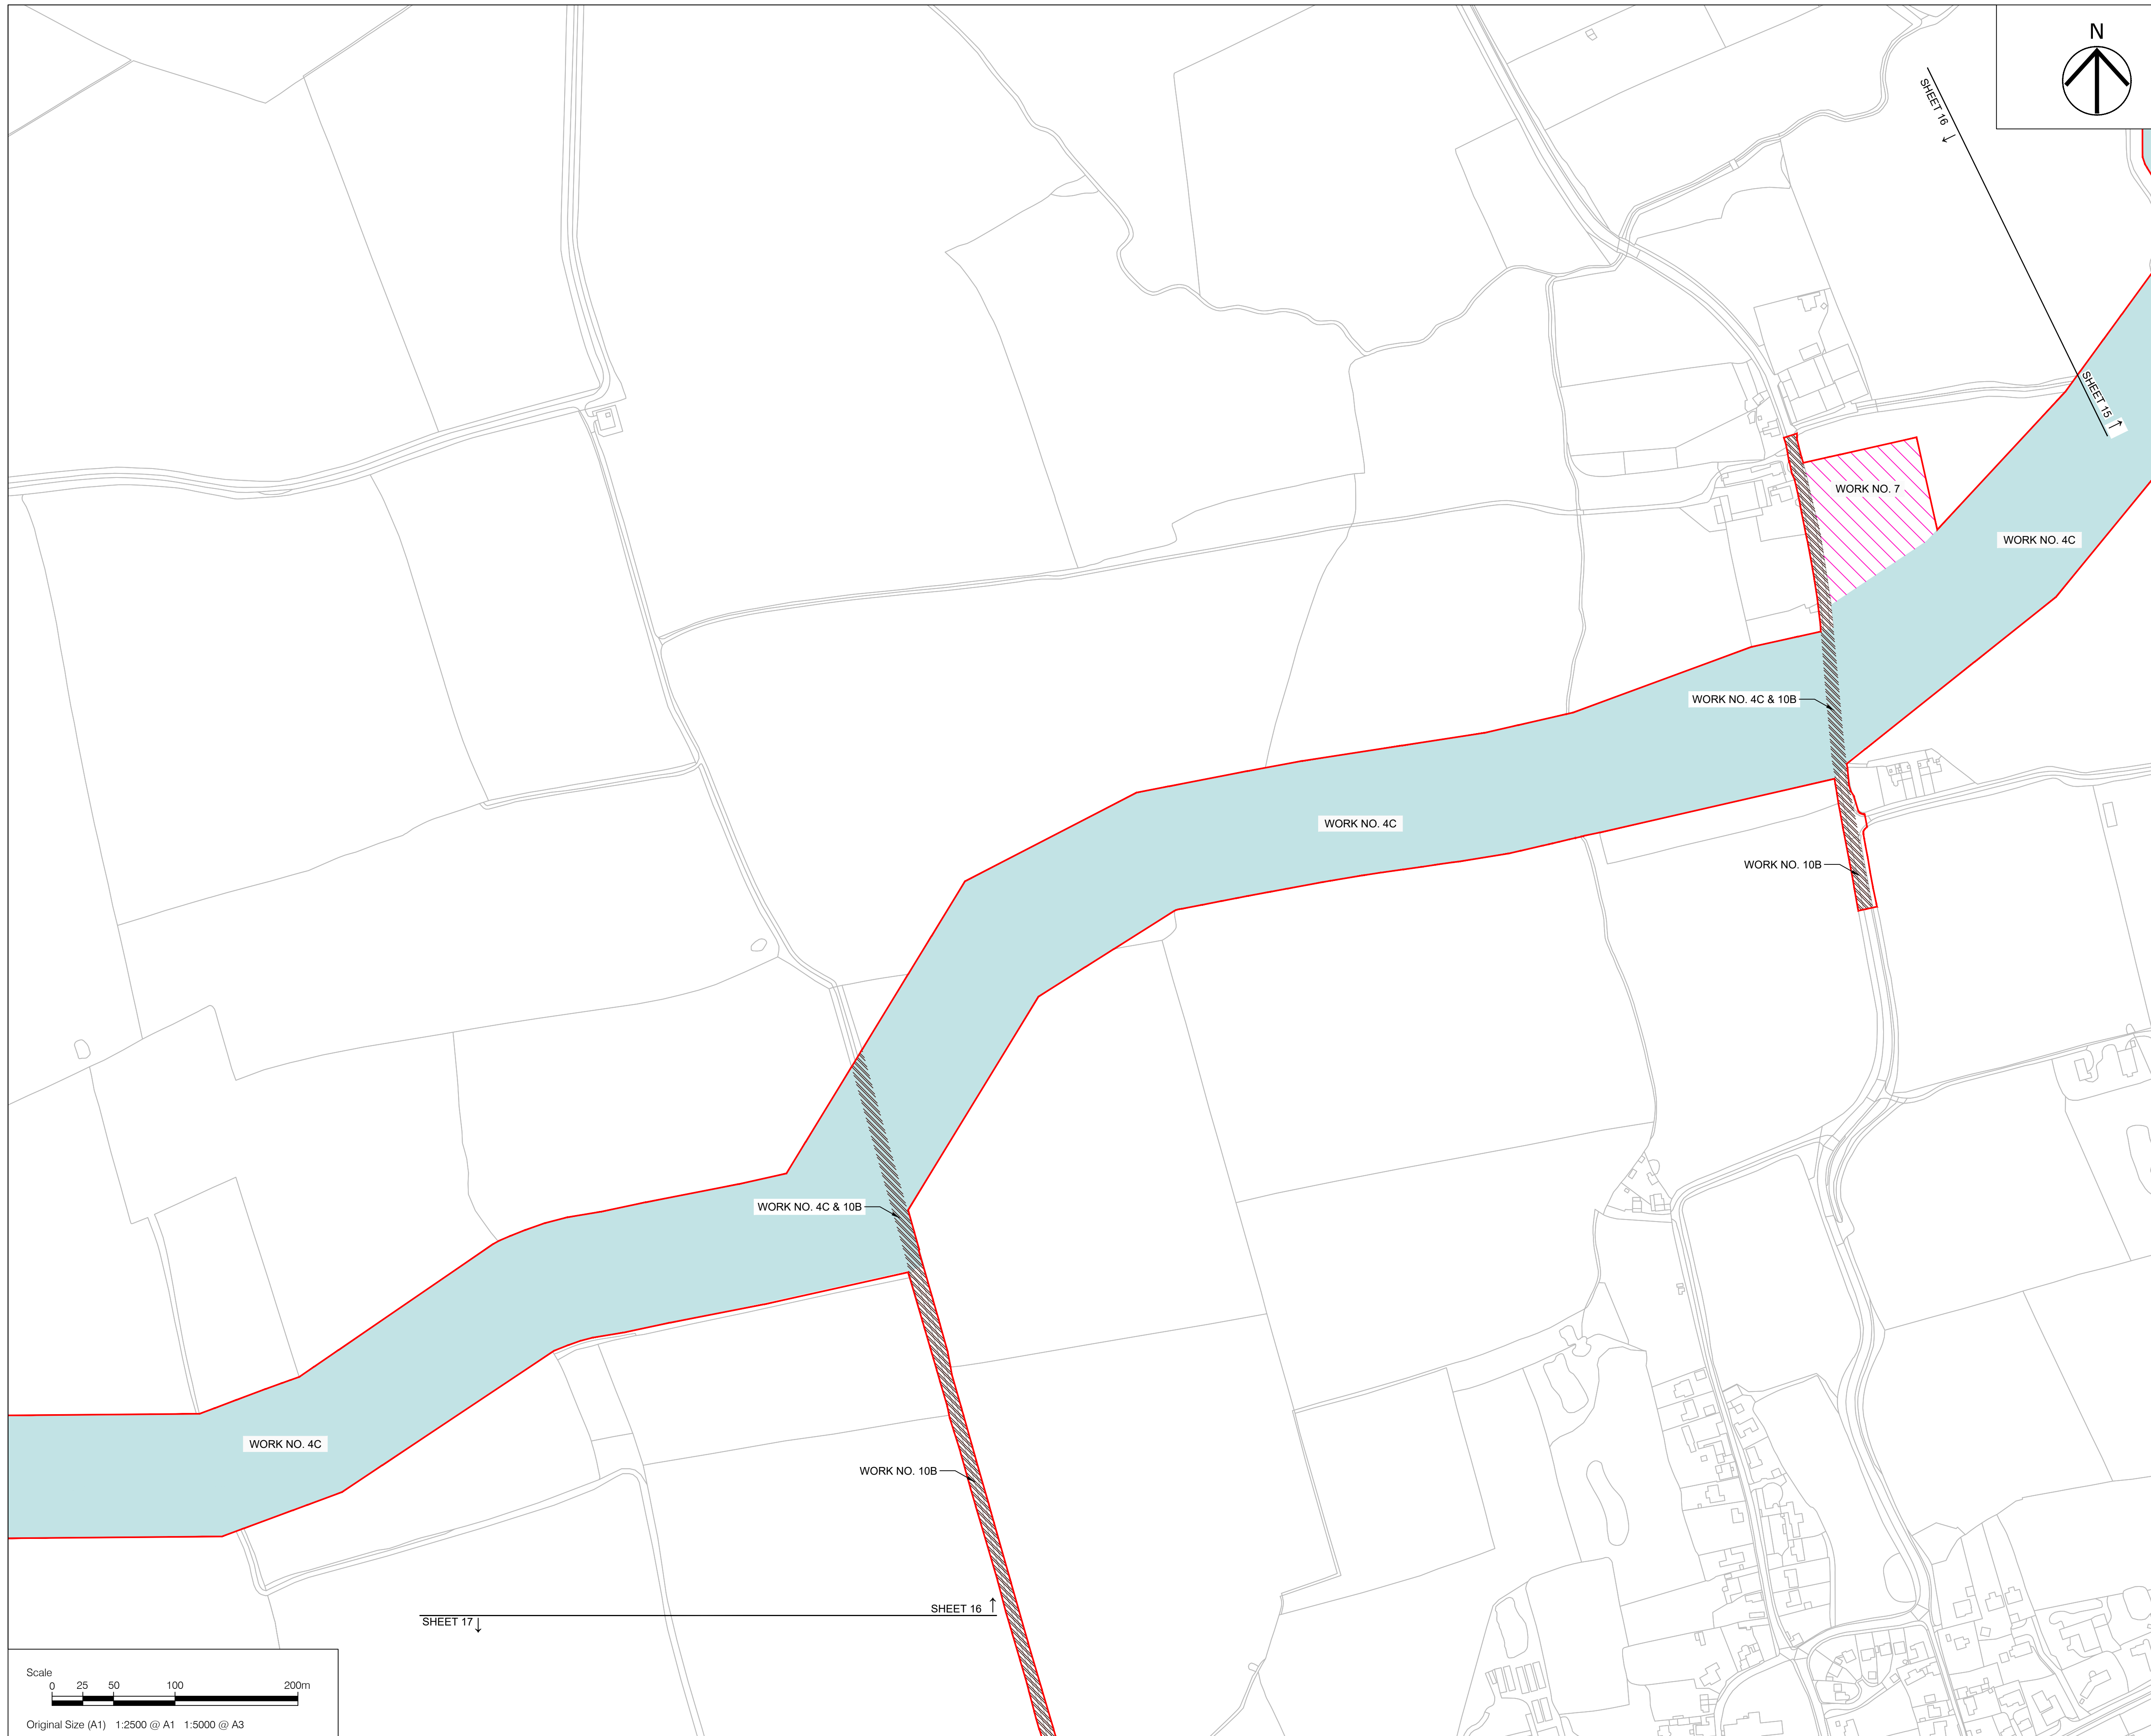 N
SHEET 16
SHEET 15
WORK NO. 7
WORK NO. 4C
WORK NO. 4C & 10B
WORK NO. 4C
WORK NO. 10B
WORK NO. 4C & 10B
WORK NO. 4C
WORK NO. 10B
SHEET 16
SHEET 17
Scale
0 25 50 100 200m
Original Size (A1) 1:2500 @ A1 1:5000 @ A3